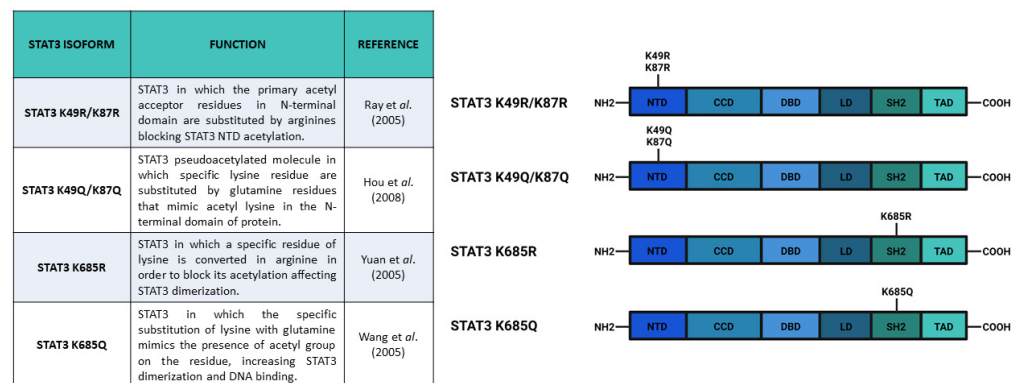 STAT3 ISOFORM FUNCTION REFERENCE
STAT3 K49R/K87R
STAT3 in which the primary acetyl
acceptor residues in N-terminal
domain are substituted by arginines
blocking STAT3 NTD acetylation.
Ray et al.
(2005)
STAT3 K49Q/K87Q
STAT3 pseudoacetylated molecule in
which specific lysine residue are
substituted by glutamine residues
that mimic acetyl lysine in the N-
terminal domain of protein.
Hou et al.
(2008)
STAT3 K685R
STAT3 in which a specific residue of
lysine is converted in arginine in
order to block its acetylation affecting
STAT3 dimerization.
Yuan et al.
(2005)
STAT3 K685Q
STAT3 in which the specific
substitution of lysine with glutamine
mimics the presence of acetyl group
on the residue, increasing STAT3
dimerization and DNA binding.
Wang et al.
(2005)
K49R
K87R
STAT3 K49R/K87R NH2 NTD CCD DBD LD SH2 TAD COOH
K49Q
K87Q
STAT3 K49Q/K87Q NH2 NTD CCD DBD LD SH2 TAD COOH
K685R
STAT3 K685R NH2 NTD CCD DBD LD SH2 TAD COOH
K685Q
STAT3 K685Q NH2 NTD CCD DBD LD SH2 TAD COOH